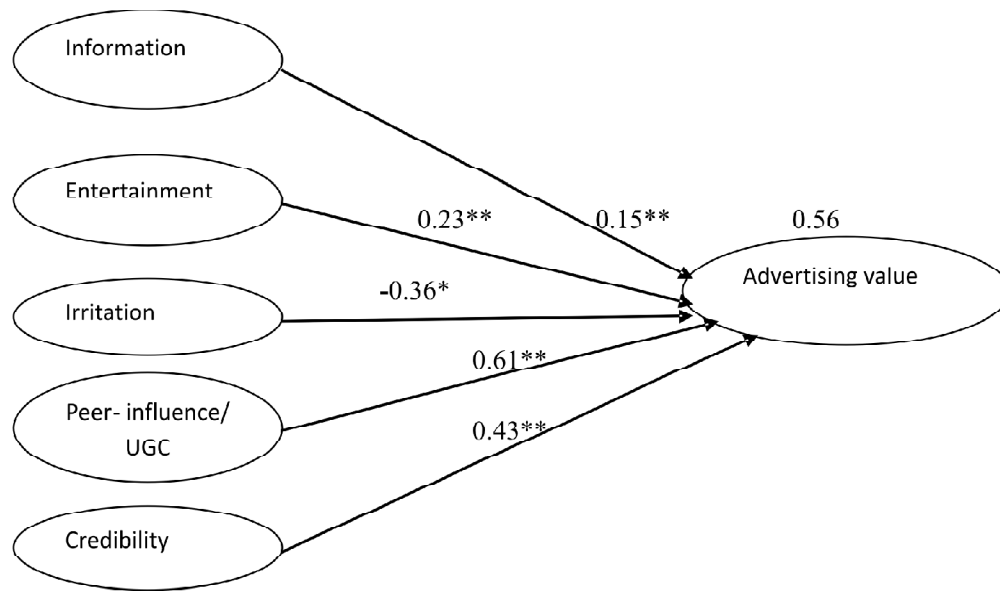 Information
Entertainment
0.23**
0.15**
0.56
Advertising value
-0.36*
Irritation
0.61**
Peer- influence/
UGC
0.43**
Credibility